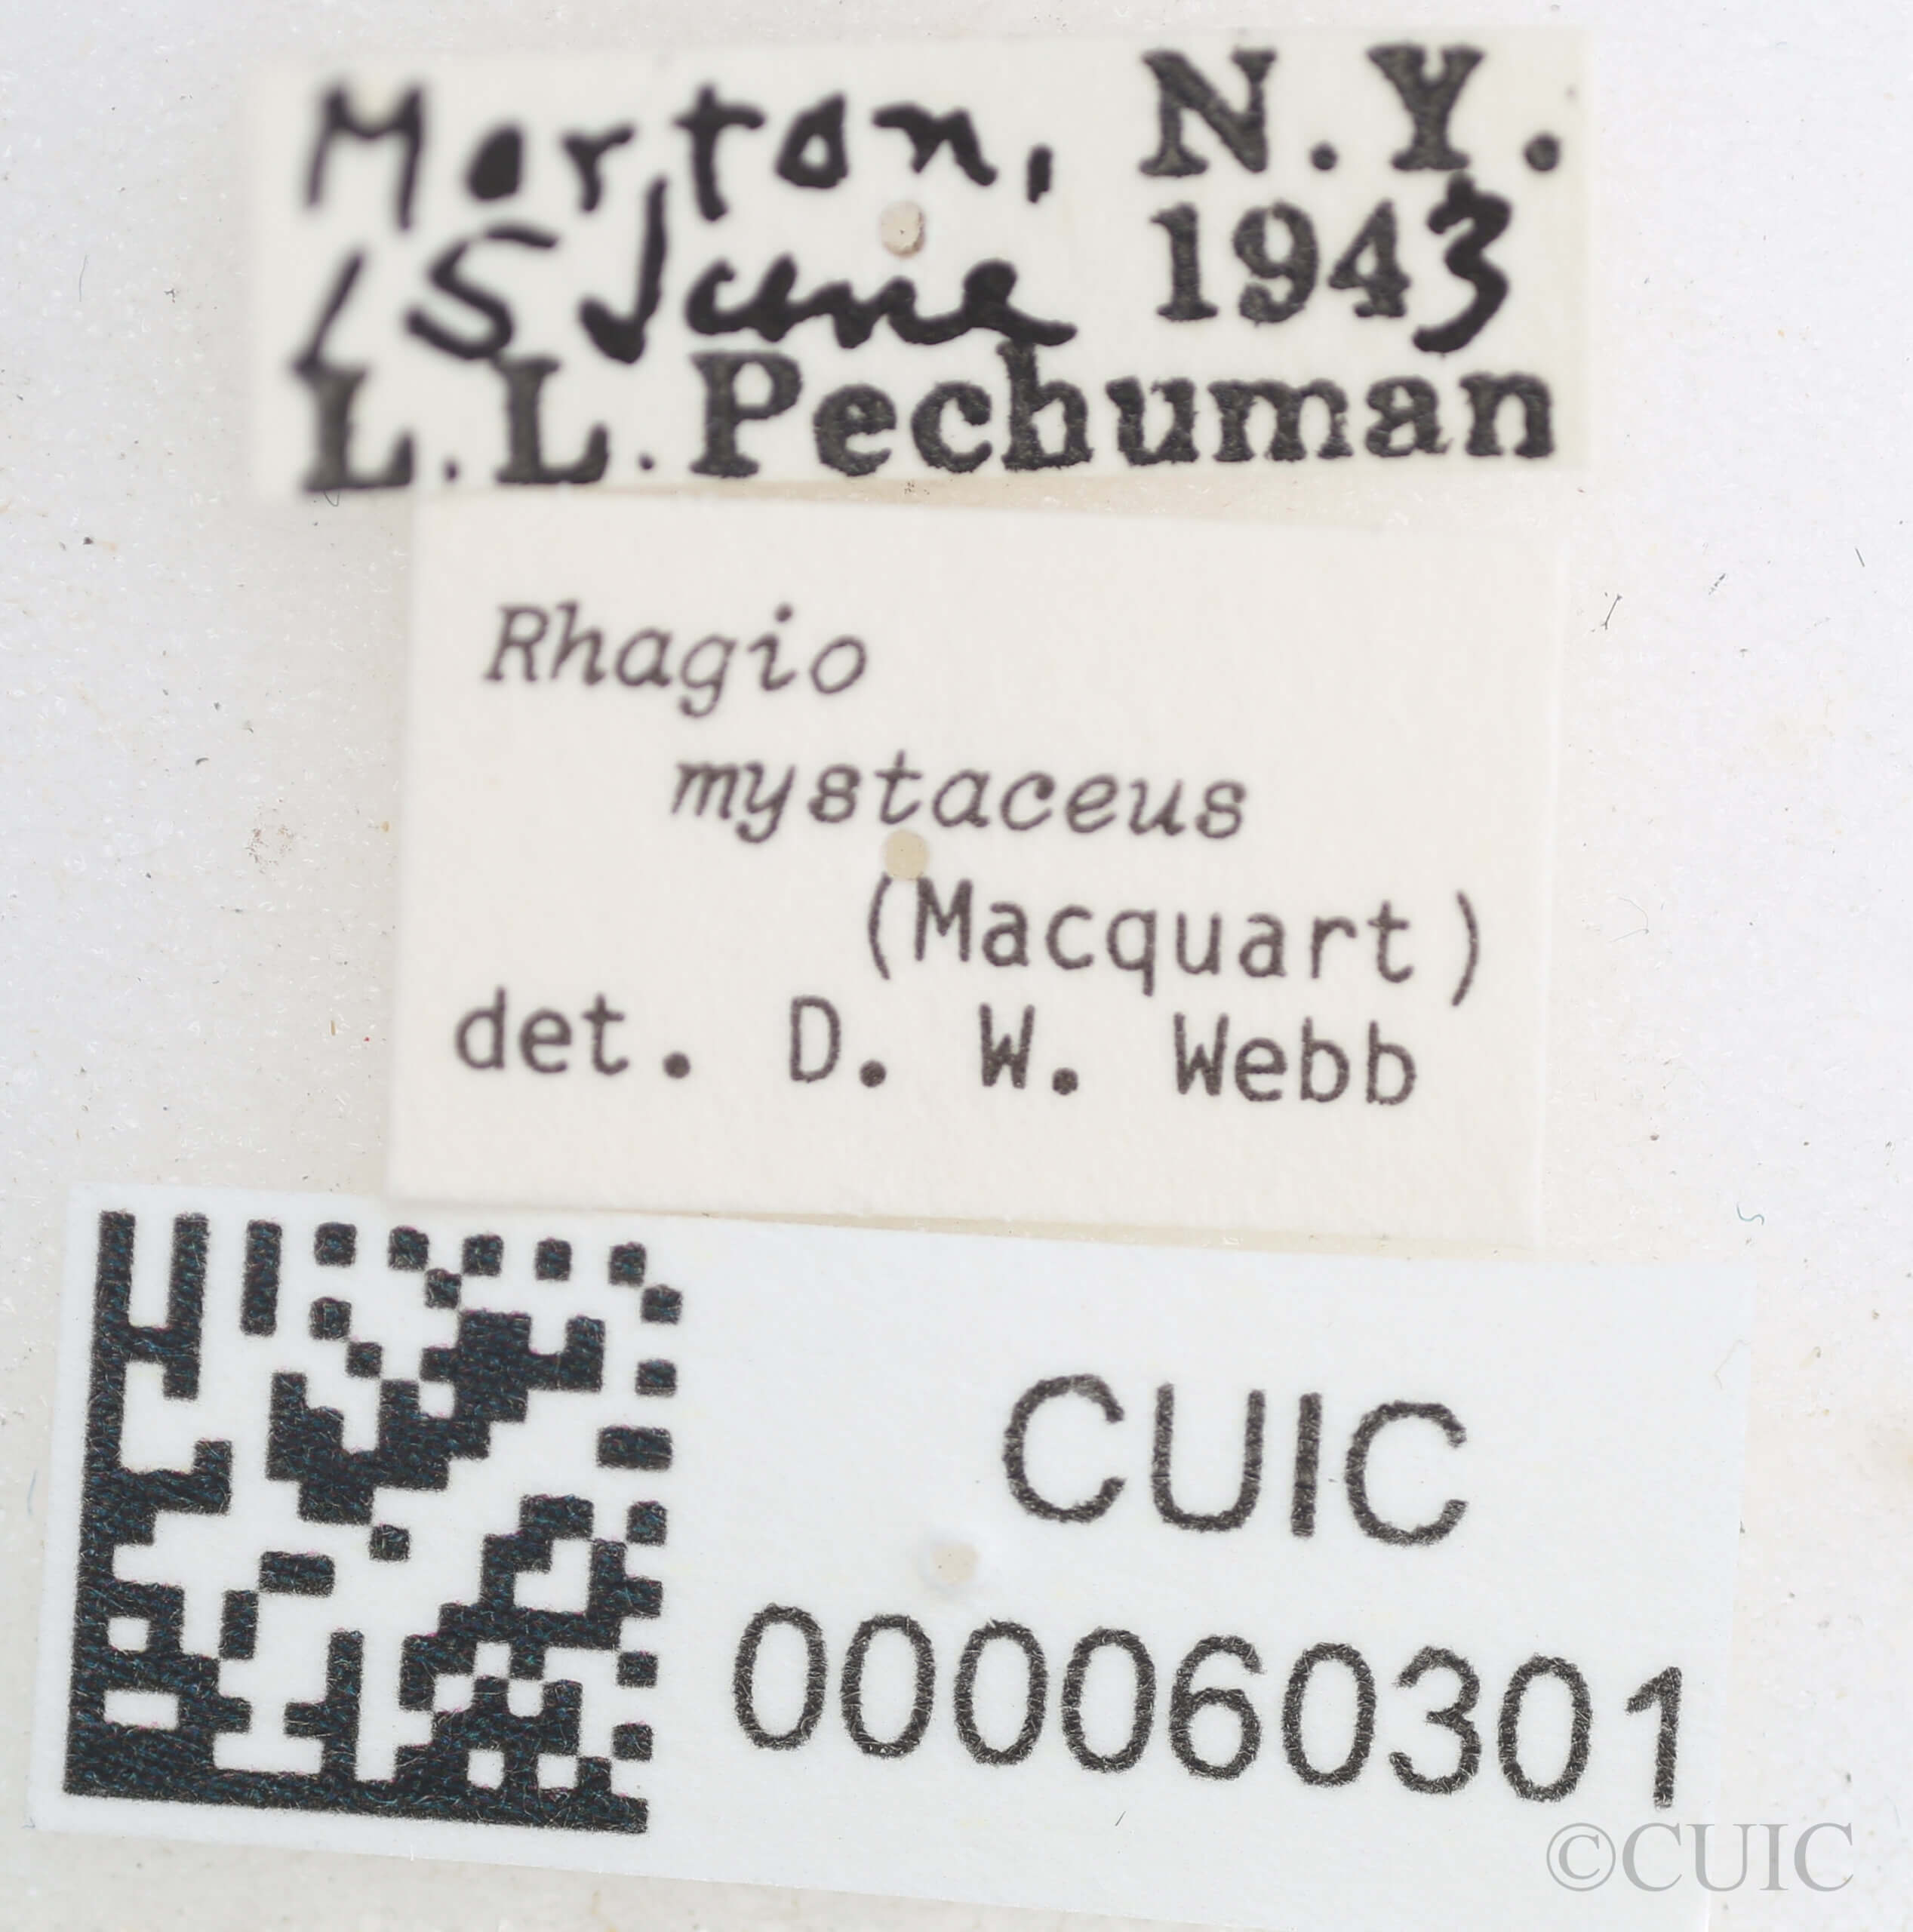 Morton, N.Y.
15 June 1943
L.L.Pechuman
Rhagio
mystaceus
(Macquart)
det. D. W. Webb
CUIC
000060301
©CUIC